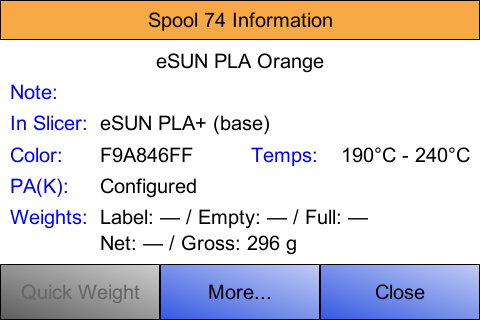 Spool 74 Information
eSUN PLA Orange
Note:
In Slicer: eSUN PLA+ (base)
Color: F9A846FF Temps: 190°C - 240°C
PA(K): Configured
Weights: Label: — / Empty: — / Full: —
Net: — / Gross: 296 g
Quick Weight More... Close